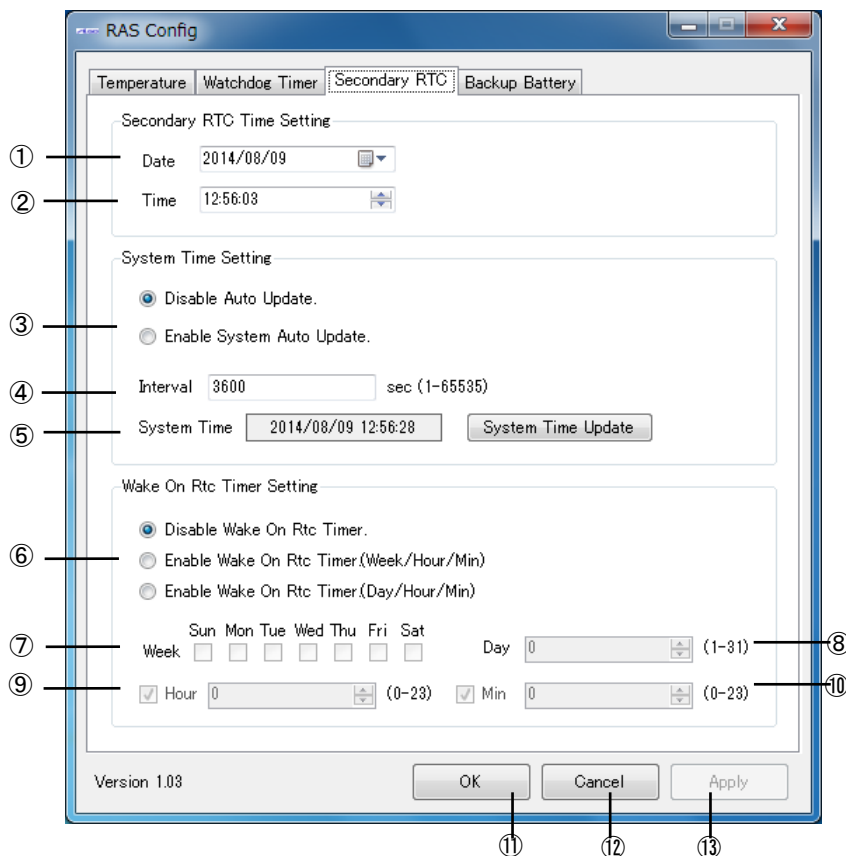 RAS Config
Temperature Watchdog Timer Secondary RTC Backup Battery
Secondary RTC Time Setting
① Date 2014/08/09
② Time 12:56:03
System Time Setting
Disable Auto Update.
③
Enable System Auto Update.
④ Interval 3600 sec (1-65535)
⑤ System Time 2014/08/09 12:56:28 System Time Update
Wake On Rtc Timer Setting
Disable Wake On Rtc Timer.
⑥ Enable Wake On Rtc Timer.(Week/Hour/Min)
Enable Wake On Rtc Timer.(Day/Hour/Min)
Sun Mon Tue Wed Thu Fri Sat
⑦ Week Day 0 (1-31) ⑧
⑨ Hour 0 (0-23) Min 0 (0-23) ⑩
Version 1.03 OK Cancel Apply
⑪ ⑫ ⑬